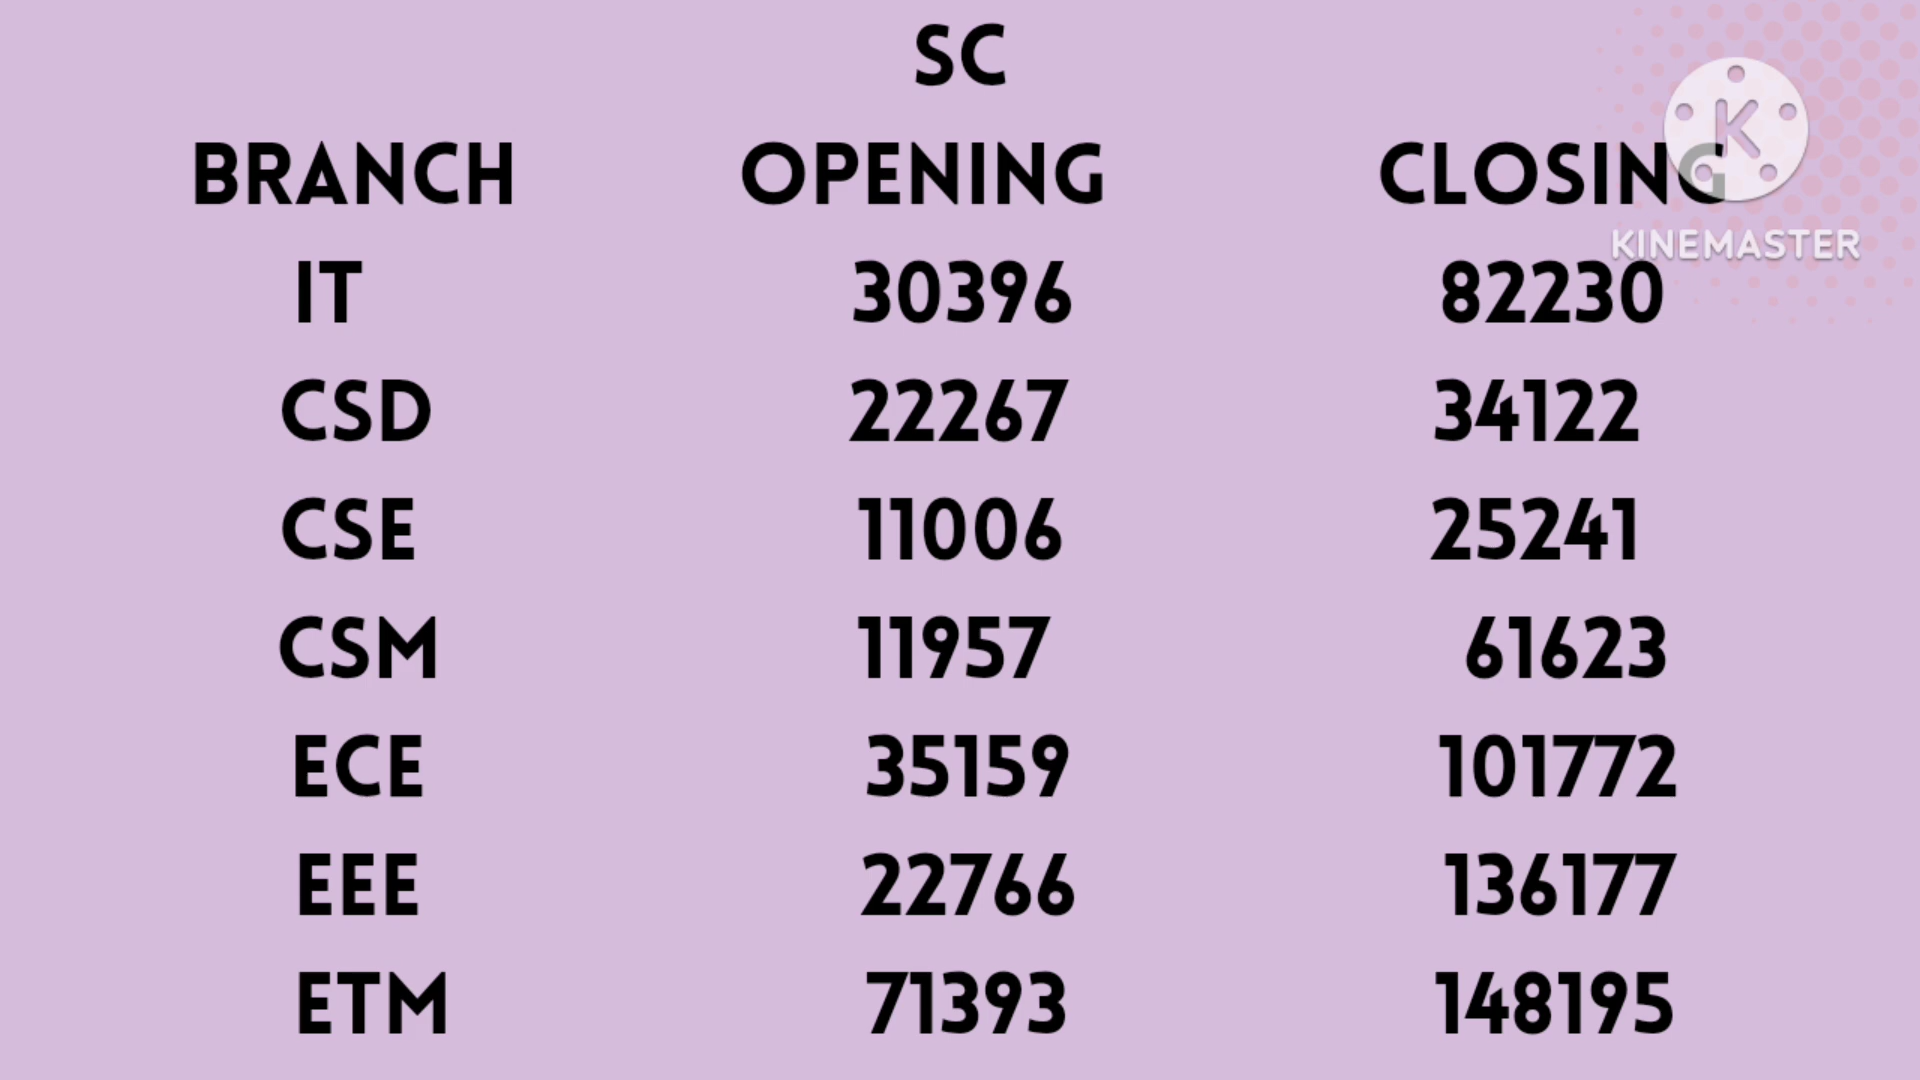 SC
BRANCH OPENING CLOSING
KINEMASTER
IT 30396 82230
CSD 22267 34122
CSE 11006 25241
CSM 11957 61623
ECE 35159 101772
EEE 22766 136177
ETM 71393 148195